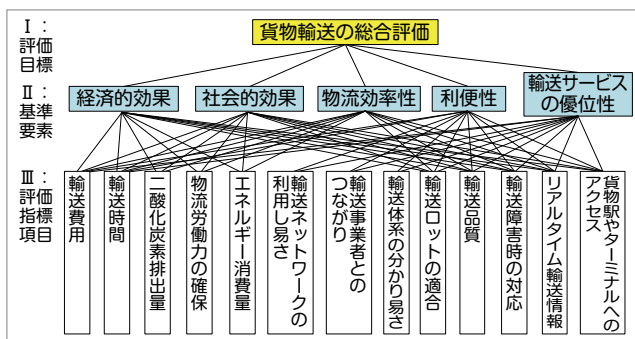 Ⅰ：
評価
目標
貨物輸送の総合評価
Ⅱ：
基準
要素
経済的効果
社会的効果
物流効率性
利便性
輸送サービス
の優位性
Ⅲ：
評価
指標
項目
輸送費用
輸送時間
二酸化炭素排出量
物流労働力の確保
エネルギー消費量
輸送ネットワークの
利用し易さ
輸送事業者との
つながり
輸送体系の分かり易さ
輸送ロットの適合
輸送品質
輸送障害時の対応
リアルタイム輸送情報
貨物駅やターミナルへの
アクセス